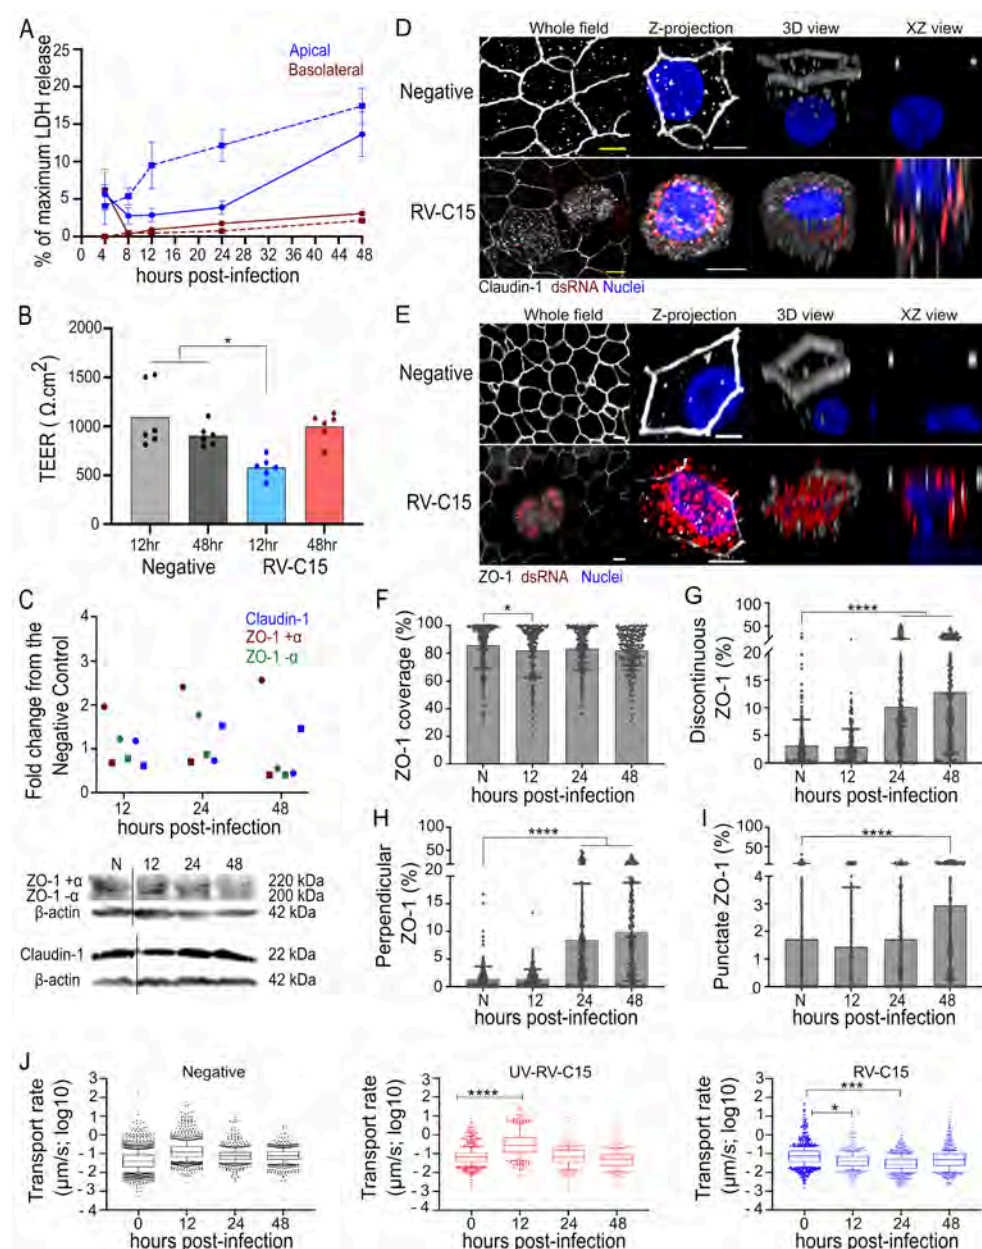 A
% of maximum LDH release
25
20
15
10
5
0
Apical
Basolateral
0 4 8 12 16 20 24 28 32 36 40 44 48
hours post-infection
B
TEER ( Ω.cm²)
2000
1500
1000
500
0
*
12hr 48hr 12hr 48hr
Negative RV-C15
C
Fold change from the
Negative Control
4
3
2
1
0
Claudin-1
ZO-1 +α
ZO-1 -α
12 24 48
hours post-infection
N 12 24 48
ZO-1 +α 220 kDa
ZO-1 -α 200 kDa
β-actin 42 kDa
Claudin-1 22 kDa
β-actin 42 kDa
D
Whole field Z-projection 3D view XZ view
Negative
RV-C15
Claudin-1 dsRNA Nuclei
E
Whole field Z-projection 3D view XZ view
Negative
RV-C15
ZO-1 dsRNA Nuclei
F
ZO-1 coverage (%)
100
80
60
40
20
0
*
N 12 24 48
hours post-infection
G
Discontinuous
ZO-1 (%)
100
50
20
20
15
10
5
0
****
N 12 24 48
hours post-infection
H
Perpendicular
ZO-1 (%)
100
50
20
20
15
10
5
0
****
N 12 24 48
hours post-infection
I
Punctate ZO-1 (%)
100
50
4
3
2
1
0
****
N 12 24 48
hours post-infection
J
Negative
Transport rate
(μm/s; log10)
3
2
1
0
-1
-2
-3
-4
0 12 24 48
hours post-infection
UV-RV-C15
Transport rate
(μm/s; log10)
3
2
1
0
-1
-2
-3
-4
****
0 12 24 48
hours post-infection
RV-C15
Transport rate
(μm/s; log10)
3
2
1
0
-1
-2
-3
-4
***
*
0 12 24 48
hours post-infection